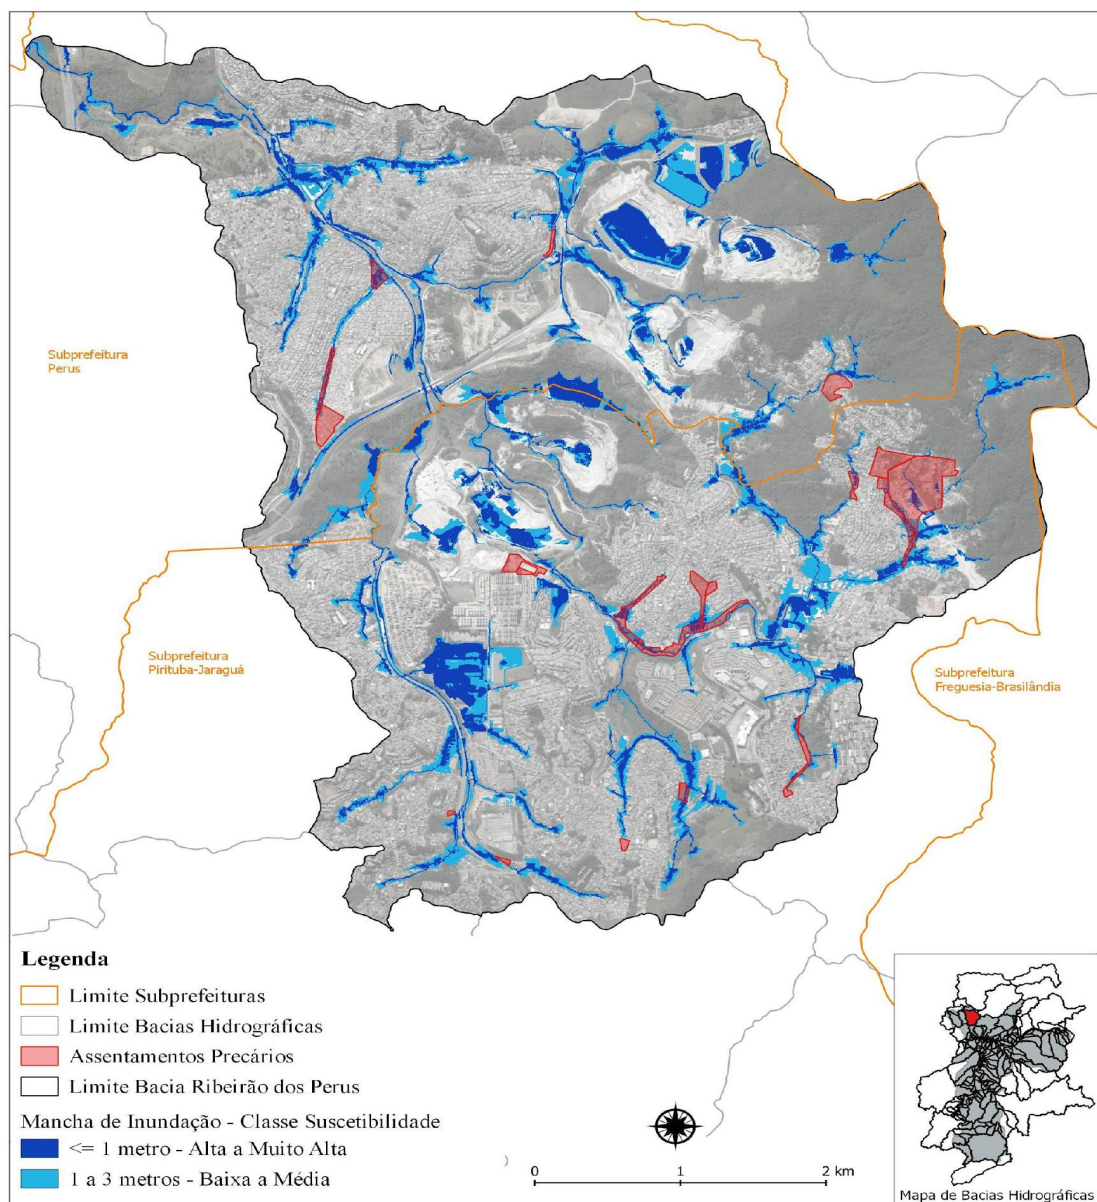 Subprefeitura
Perus
Subprefeitura
Pirituba-Jaraguá
Subprefeitura
Freguesia-Brasilândia
Legenda
Limite Subprefeituras
Limite Bacias Hidrográficas
Assentamentos Precários
Limite Bacia Ribeirão dos Perus
Mancha de Inundação - Classe Suscetibilidade
<= 1 metro - Alta a Muito Alta
1 a 3 metros - Baixa a Média
0 1 2 km
Mapa de Bacias Hidrográficas